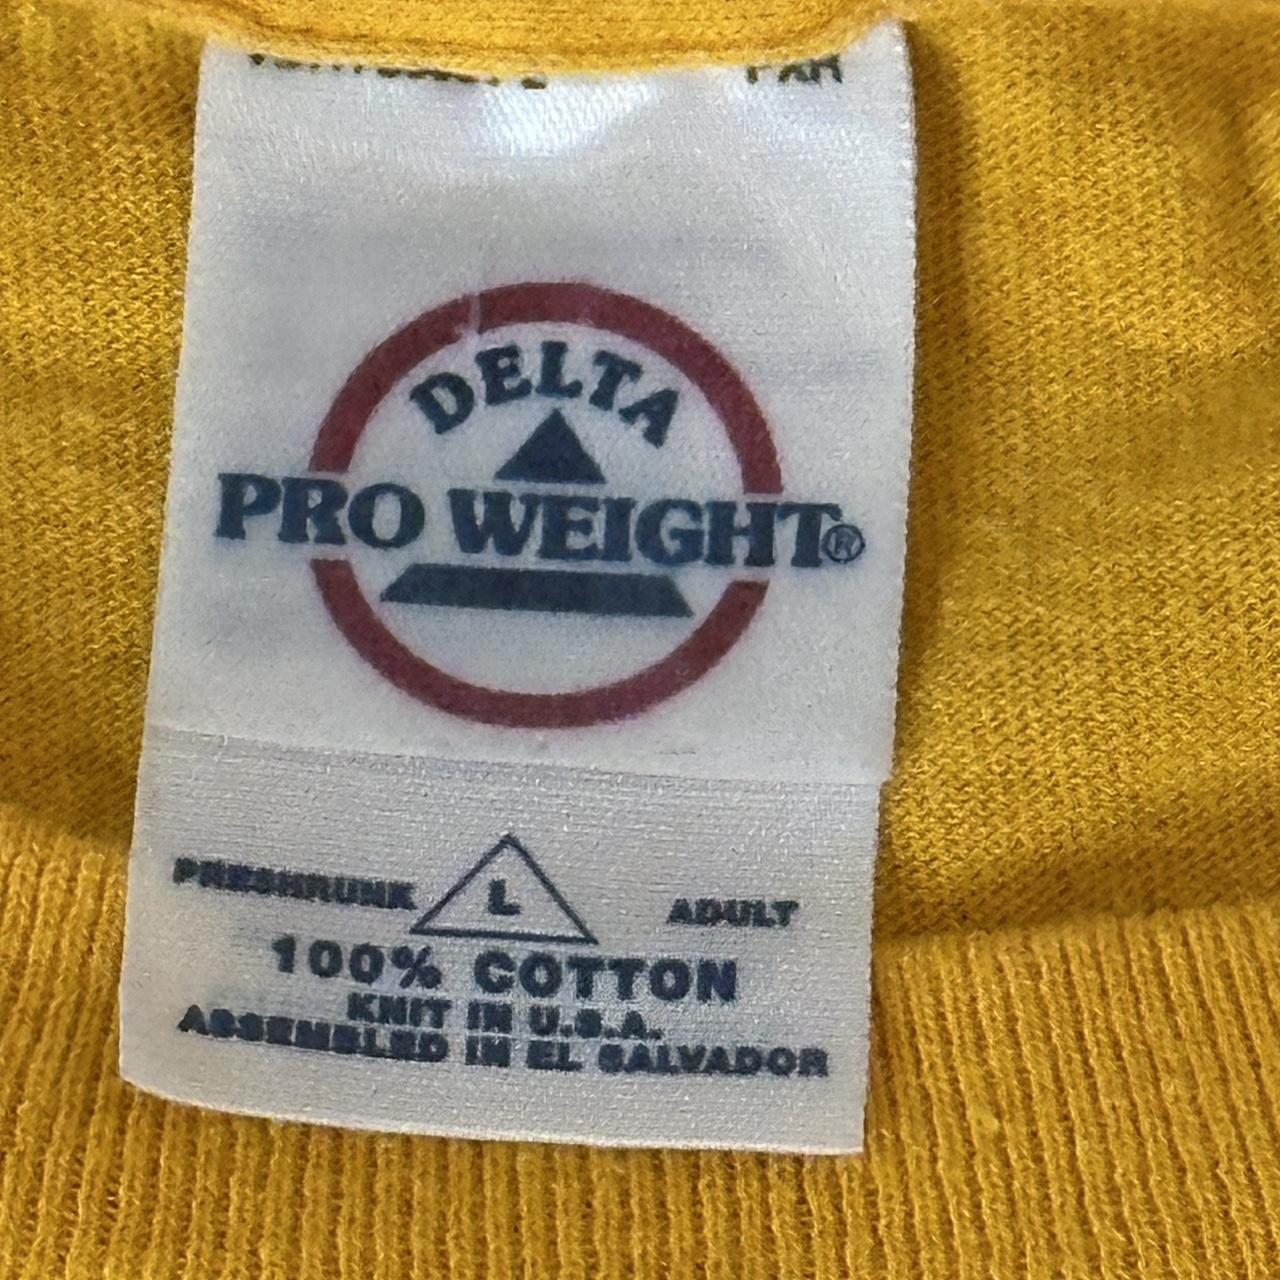 DELTA
PRO WEIGHT®
PRESHRUNK L ADULT
100% COTTON
KNIT IN U.S.A.
ASSEMBLED IN EL SALVADOR